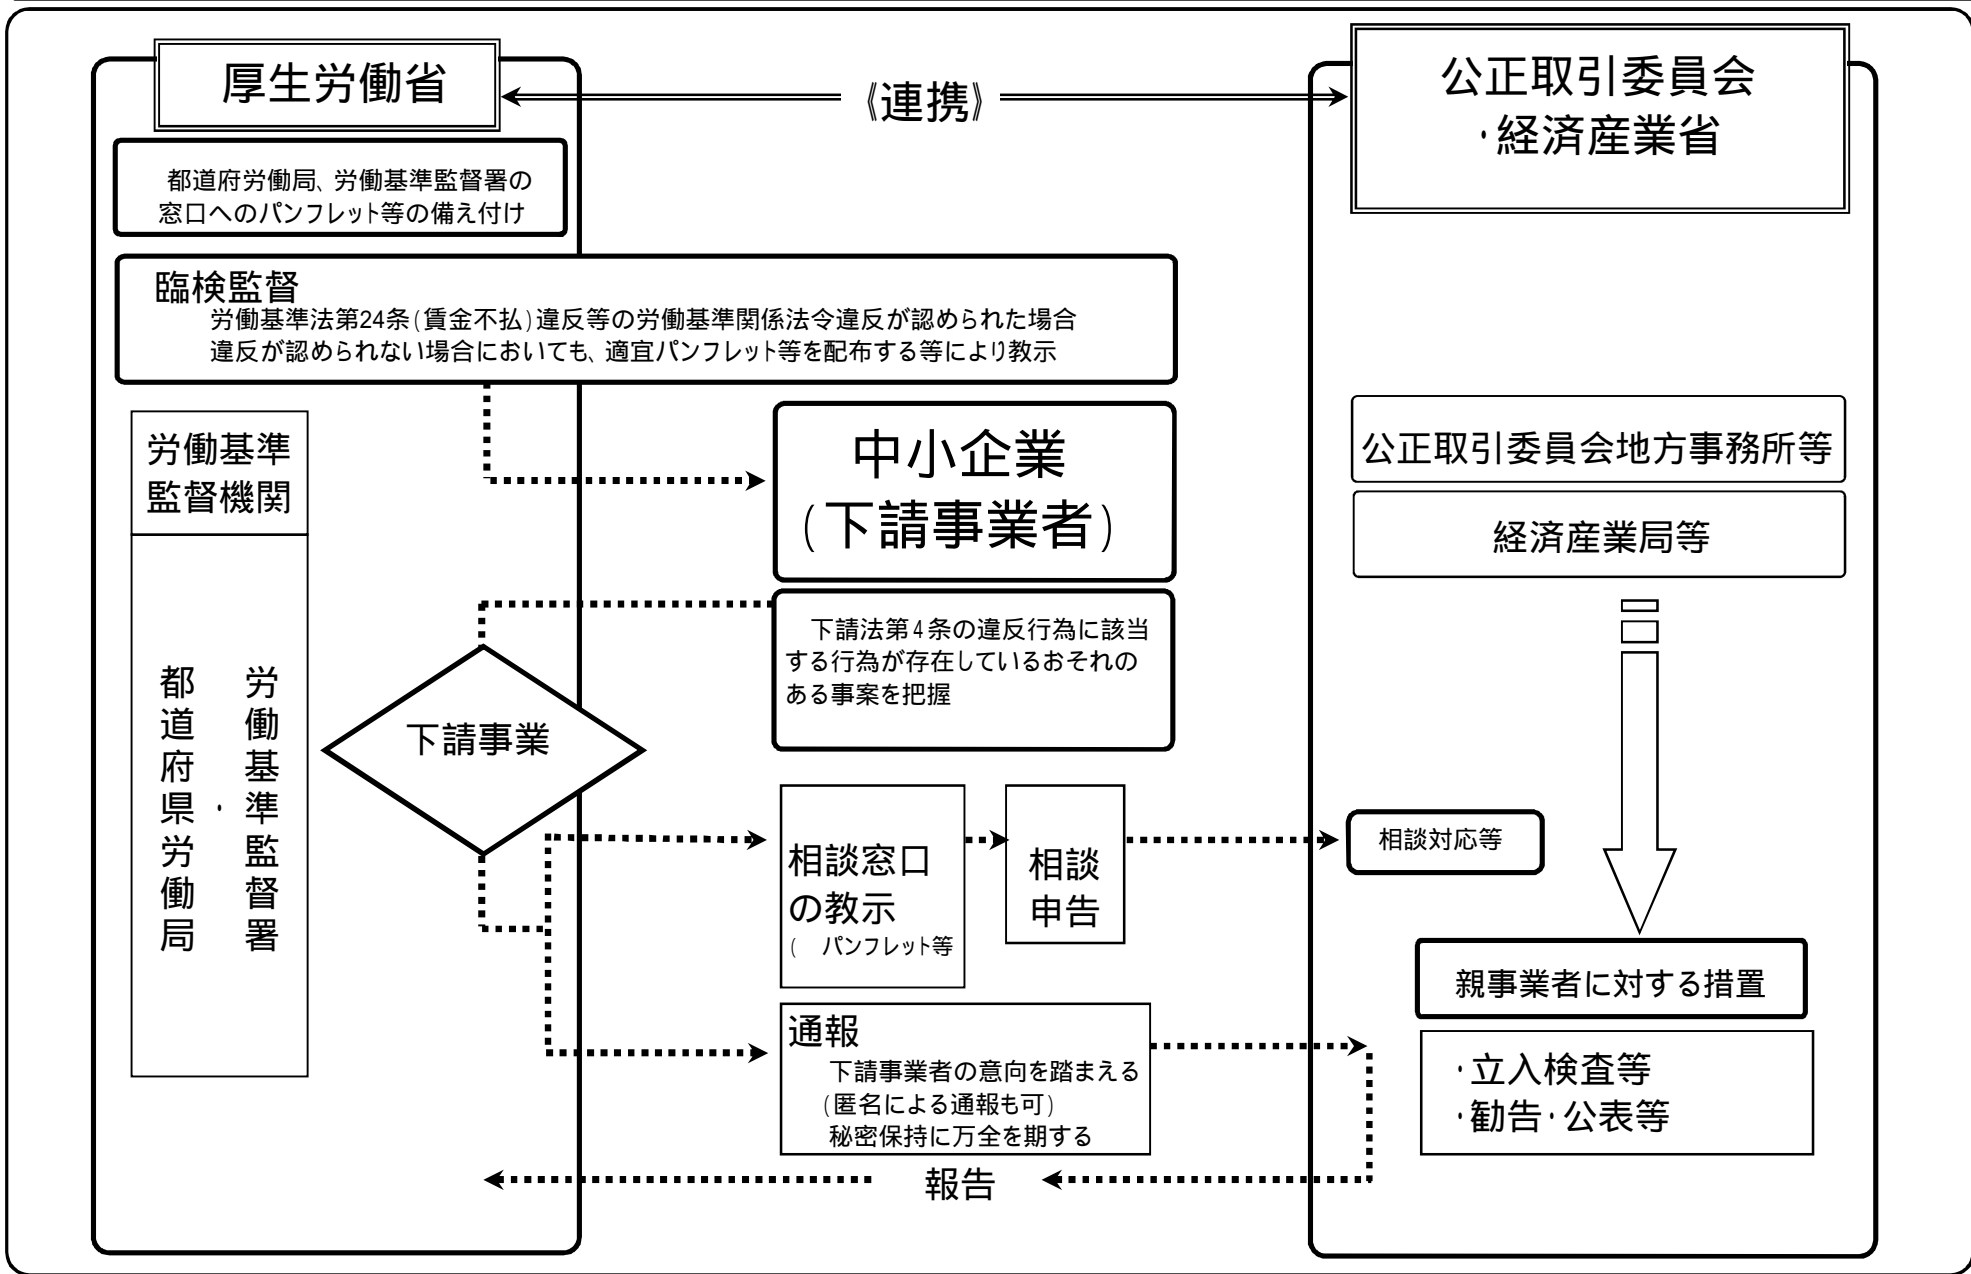 厚生労働省
《連携》
公正取引委員会
・経済産業省
都道府労働局、労働基準監督署の
窓口へのパンフレット等の備え付け
臨検監督
労働基準法第24条(賃金不払)違反等の労働基準関係法令違反が認められた場合
違反が認められない場合においても、適宜パンフレット等を配布する等により教示
労働基準
監督機関
中小企業
(下請事業者)
公正取引委員会地方事務所等
経済産業局等
下請法第4条の違反行為に該当
する行為が存在しているおそれの
ある事案を把握
労働基準監督署
・
都道府県労働局
下請事業
相談窓口
の教示
( パンフレット等
相談
申告
相談対応等
親事業者に対する措置
・立入検査等
・勧告・公表等
通報
下請事業者の意向を踏まえる
(匿名による通報も可)
秘密保持に万全を期する
報告